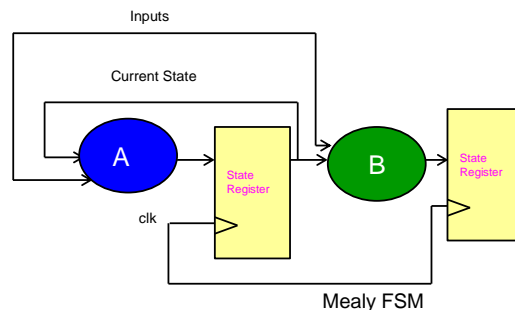 Inputs
Current State
A
B
State
Register
State
Register
clk
Mealy FSM